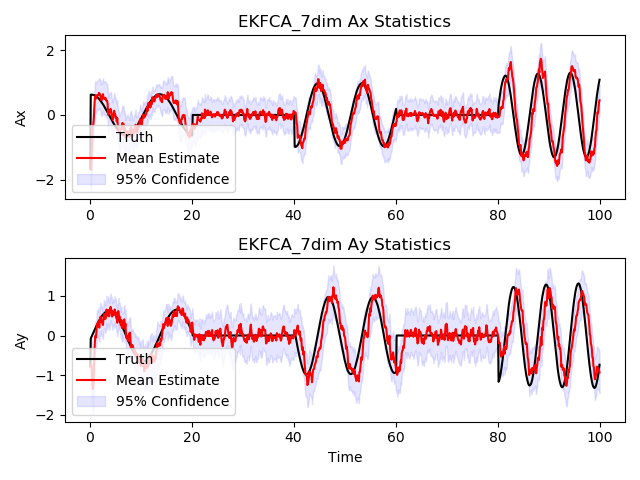 EKFCA_7dim Ax Statistics
Ax
2
0
−2
Truth
Mean Estimate
95% Confidence
0 20 40 60 80 100
EKFCA_7dim Ay Statistics
Ay
1
0
−1
−2
Truth
Mean Estimate
95% Confidence
0 20 40 60 80 100
Time